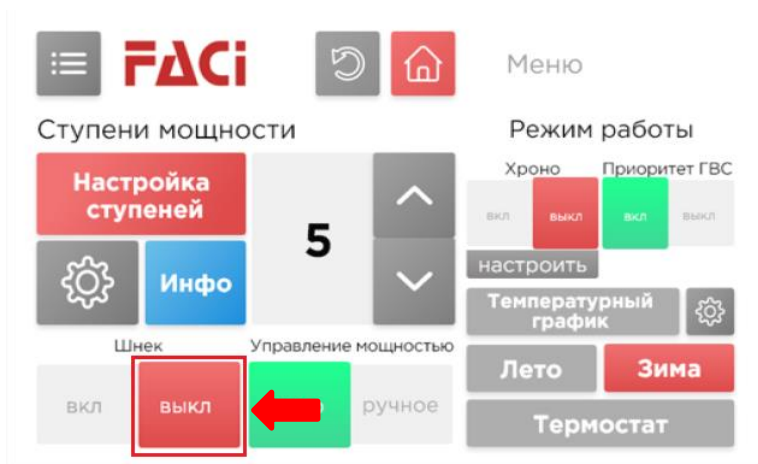 FACI
Меню
Ступени мощности
Режим работы
Настройка
ступеней
5
Инфо
Хроно
Приоритет ГВС
вкл
выкл
вкл
выкл
настроить
Температурный
график
Лето
Зима
Термостат
Шнек
Управление мощностью
вкл
выкл
ручное